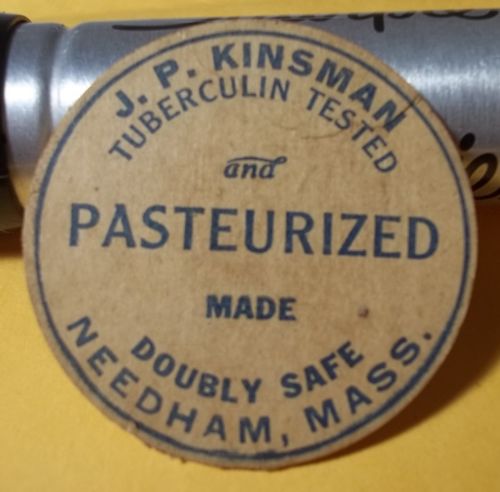 J. P. KINSMAN
TUBERCULIN TESTED
and
PASTEURIZED
MADE
DOUBLY SAFE
NEEDHAM, MASS.